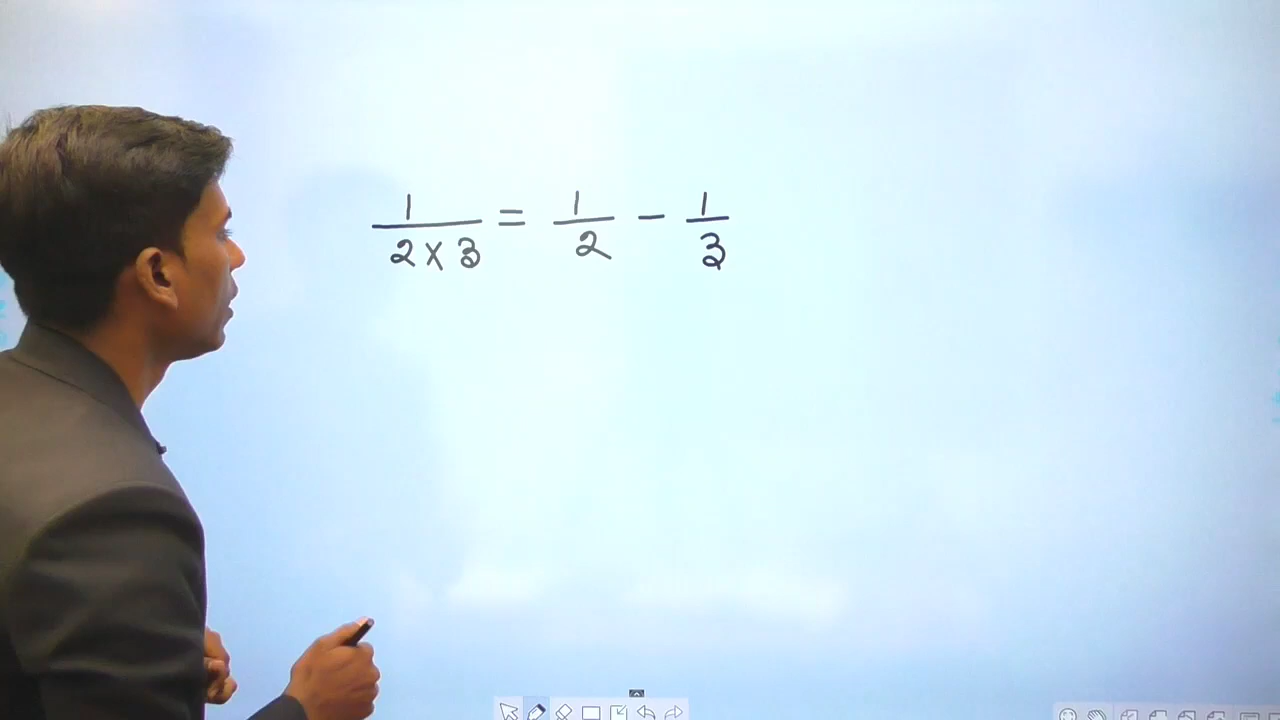 1/(2×3) = 1/2 - 1/3